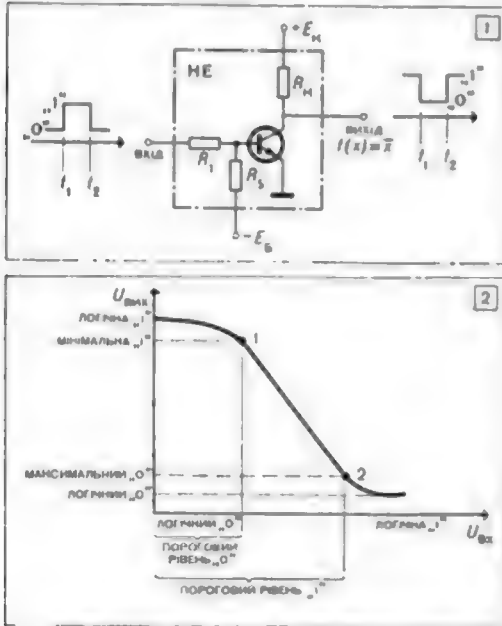 1
+ Eн
НЕ
Rн
„1"
„0"
t₁ t₂
ВХІД
R₁
Rб
− Eб
ВИХІД
f(x)=x̄
„1"
„0"
t₁ t₂
2
Uвих
ЛОГІЧНА „1"
МІНІМАЛЬНА „1"
1
МАКСИМАЛЬНИЙ „0"
2
ЛОГІЧНИЙ „0"
ЛОГІЧНИЙ „0"
ЛОГІЧНА „1"
Uвх
ПОРОГОВИЙ
РІВЕНЬ „0"
ПОРОГОВИЙ РІВЕНЬ „1"